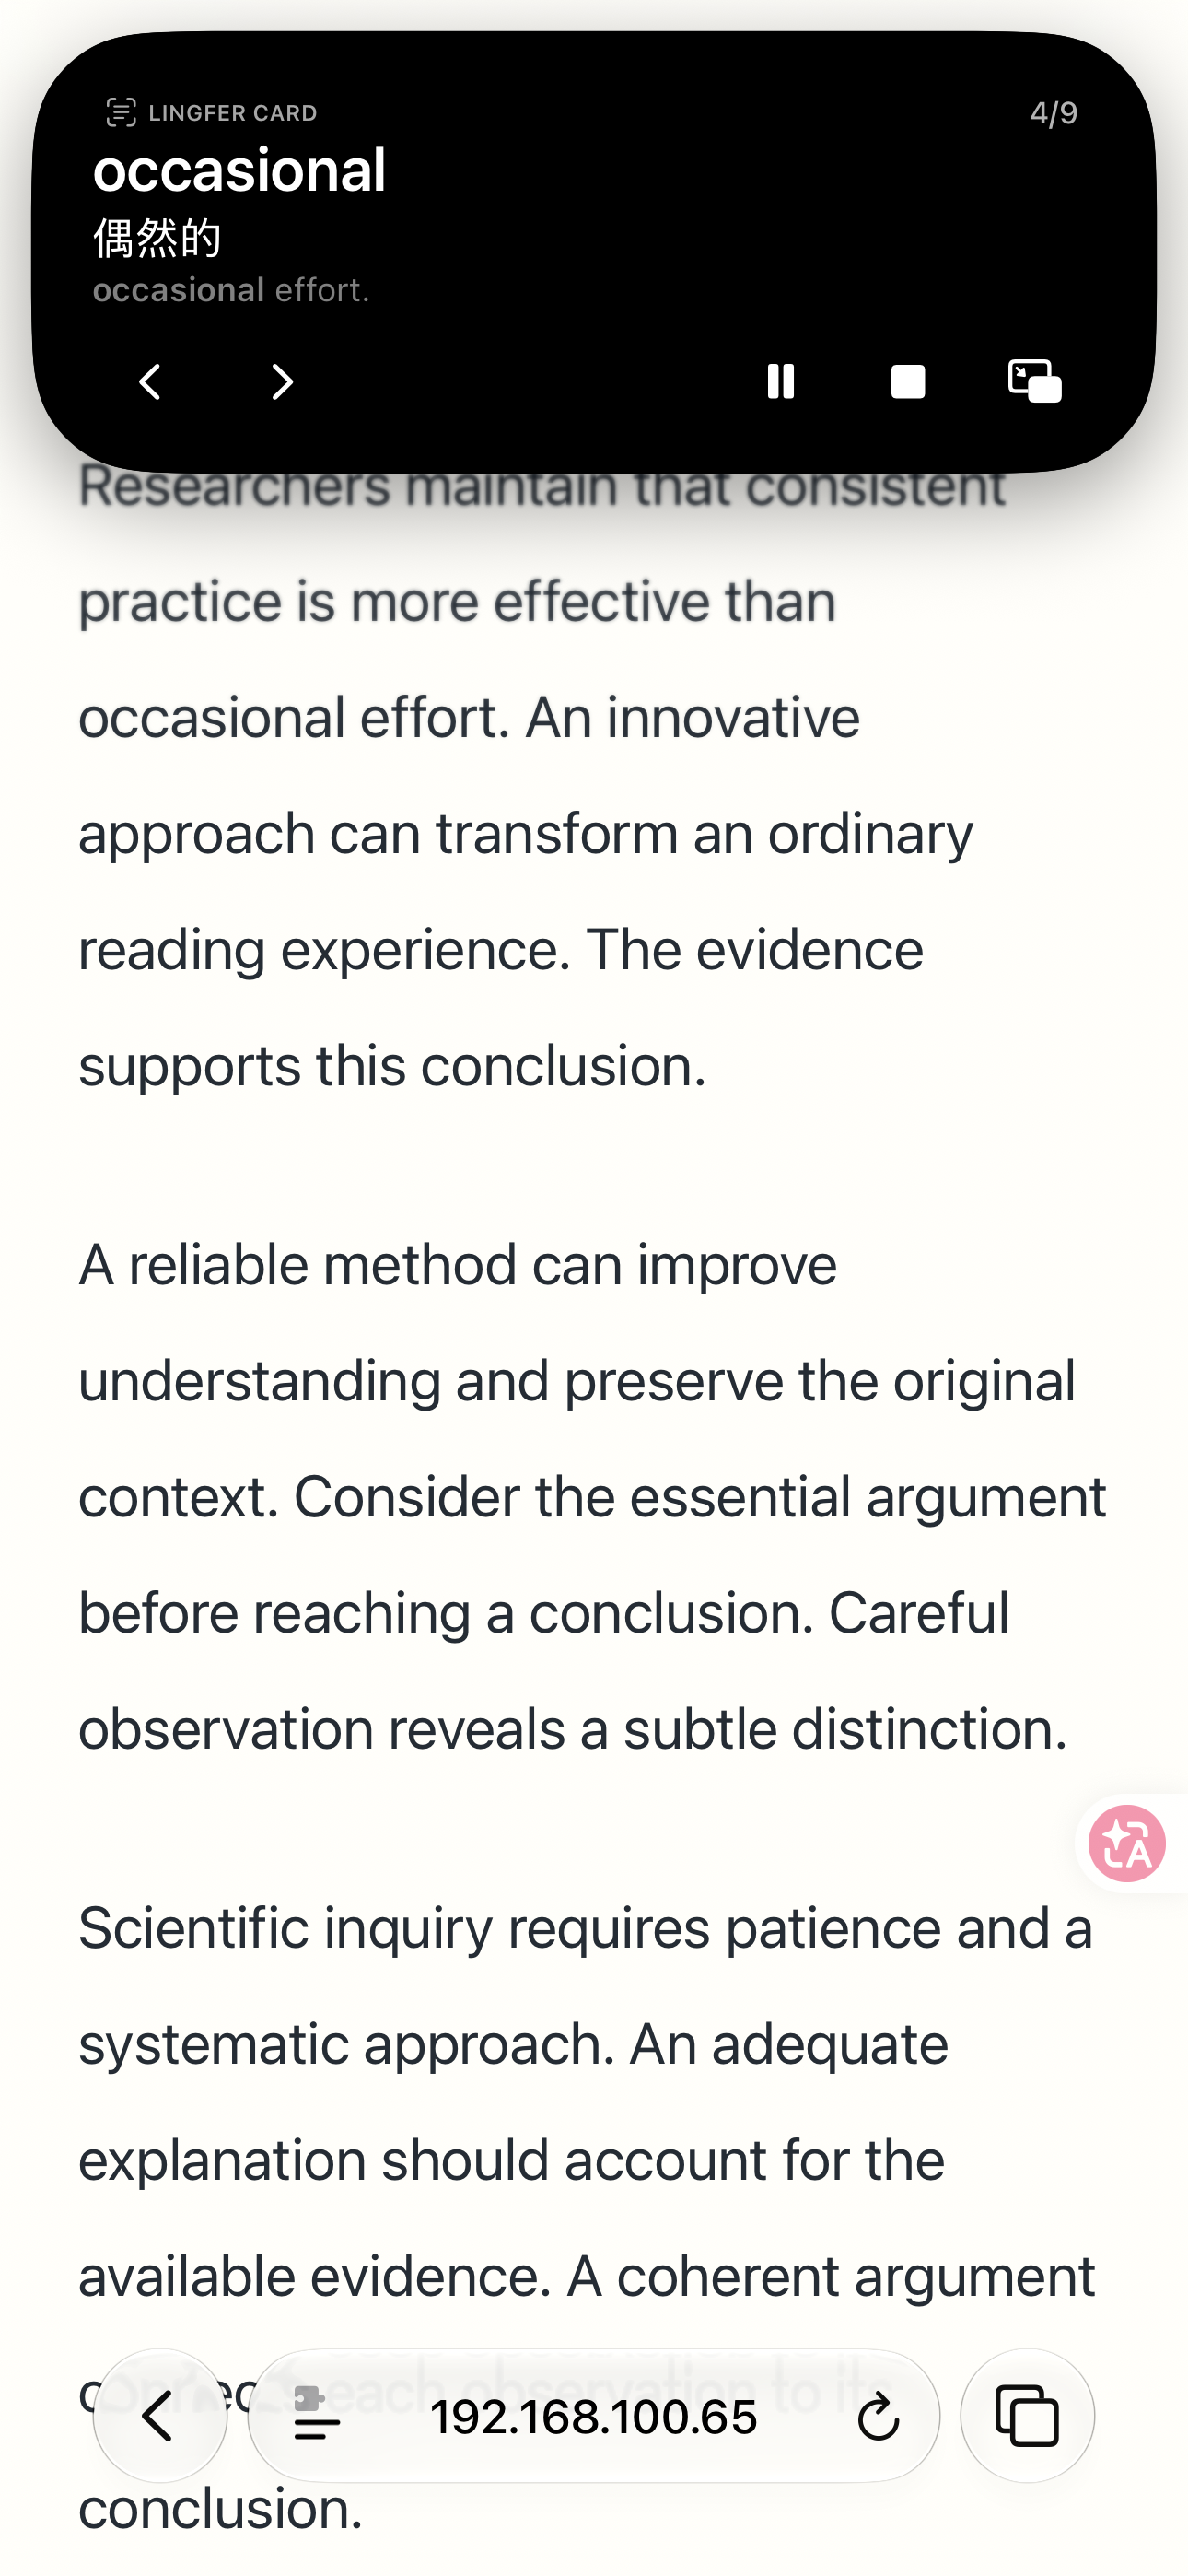 LINGFER CARD 4/9
occasional
偶然的
occasional effort.
Researchers maintain that consistent
practice is more effective than
occasional effort. An innovative
approach can transform an ordinary
reading experience. The evidence
supports this conclusion.
A reliable method can improve
understanding and preserve the original
context. Consider the essential argument
before reaching a conclusion. Careful
observation reveals a subtle distinction.
Scientific inquiry requires patience and a
systematic approach. An adequate
explanation should account for the
available evidence. A coherent argument
each observation to its
192.168.100.65
conclusion.